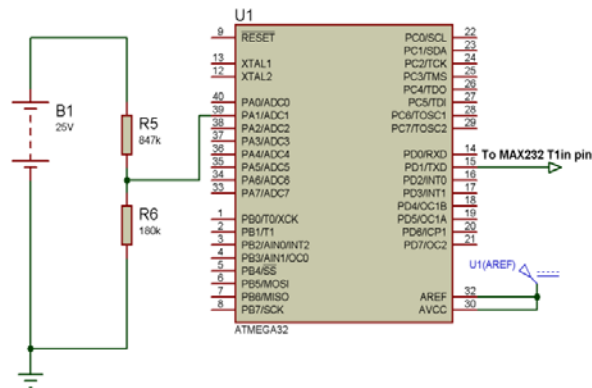 U1
9 RESET
13 XTAL1
12 XTAL2
40 PA0/ADC0
39 PA1/ADC1
38 PA2/ADC2
37 PA3/ADC3
36 PA4/ADC4
35 PA5/ADC5
34 PA6/ADC6
33 PA7/ADC7
1 PB0/T0/XCK
2 PB1/T1
3 PB2/AIN0/INT2
4 PB3/AIN1/OC0
5 PB4/SS
6 PB5/MOSI
7 PB6/MISO
8 PB7/SCK
PC0/SCL 22
PC1/SDA 23
PC2/TCK 24
PC3/TMS 25
PC4/TDO 26
PC5/TDI 27
PC6/TOSC1 28
PC7/TOSC2 29
PD0/RXD 14
PD1/TXD 15
PD2/INT0 16
PD3/INT1 17
PD4/OC1B 18
PD5/OC1A 19
PD6/ICP1 20
PD7/OC2 21
AREF 32
AVCC 30
ATMEGA32
B1
25V
R5
847k
R6
180k
To MAX232 T1in pin
U1(AREF)